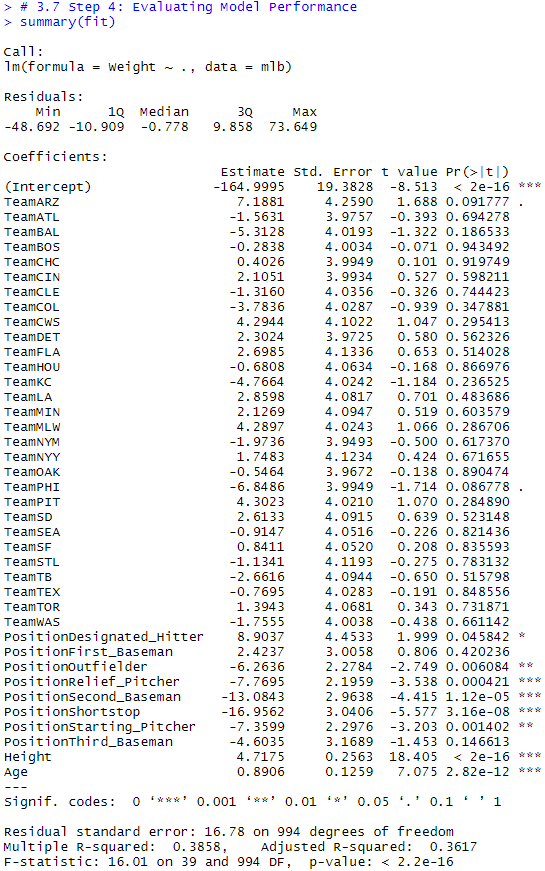 > # 3.7 Step 4: Evaluating Model Performance
> summary(fit)
Call:
lm(formula = Weight ~ ., data = mlb)
Residuals:
    Min      1Q  Median      3Q     Max
-48.692 -10.909  -0.778   9.858  73.649
Coefficients:
                           Estimate Std. Error t value Pr(>|t|)
(Intercept)               -164.9995    19.3828  -8.513  < 2e-16 ***
TeamARZ                      7.1881     4.2590   1.688 0.091777 .
TeamATL                     -1.5631     3.9757  -0.393 0.694278
TeamBAL                     -5.3128     4.0193  -1.322 0.186533
TeamBOS                     -0.2838     4.0034  -0.071 0.943492
TeamCHC                      0.4026     3.9949   0.101 0.919749
TeamCIN                      2.1051     3.9934   0.527 0.598211
TeamCLE                     -1.3160     4.0356  -0.326 0.744423
TeamCOL                     -3.7836     4.0287  -0.939 0.347881
TeamCWS                      4.2944     4.1022   1.047 0.295413
TeamDET                      2.3024     3.9725   0.580 0.562326
TeamFLA                      2.6985     4.1336   0.653 0.514028
TeamHOU                     -0.6808     4.0634  -0.168 0.866976
TeamKC                      -4.7664     4.0242  -1.184 0.236525
TeamLA                       2.8598     4.0817   0.701 0.483686
TeamMIN                      2.1269     4.0947   0.519 0.603579
TeamMLW                      4.2897     4.0243   1.066 0.286706
TeamNYM                     -1.9736     3.9493  -0.500 0.617370
TeamNYY                      1.7483     4.1234   0.424 0.671655
TeamOAK                     -0.5464     3.9672  -0.138 0.890474
TeamPHI                     -6.8486     3.9949  -1.714 0.086778 .
TeamPIT                      4.3023     4.0210   1.070 0.284890
TeamSD                       2.6133     4.0915   0.639 0.523148
TeamSEA                     -0.9147     4.0516  -0.226 0.821436
TeamSF                       0.8411     4.0520   0.208 0.835593
TeamSTL                     -1.1341     4.1193  -0.275 0.783132
TeamTB                      -2.6616     4.0944  -0.650 0.515798
TeamTEX                     -0.7695     4.0283  -0.191 0.848556
TeamTOR                      1.3943     4.0681   0.343 0.731871
TeamWAS                     -1.7555     4.0038  -0.438 0.661142
PositionDesignated_Hitter    8.9037     4.4533   1.999 0.045842 *
PositionFirst_Baseman        2.4237     3.0058   0.806 0.420236
PositionOutfielder          -6.2636     2.2784  -2.749 0.006084 **
PositionRelief_Pitcher      -7.7695     2.1959  -3.538 0.000421 ***
PositionSecond_Baseman     -13.0843     2.9638  -4.415 1.12e-05 ***
PositionShortstop          -16.9562     3.0406  -5.577 3.16e-08 ***
PositionStarting_Pitcher    -7.3599     2.2976  -3.203 0.001402 **
PositionThird_Baseman       -4.6035     3.1689  -1.453 0.146613
Height                       4.7175     0.2563  18.405  < 2e-16 ***
Age                          0.8906     0.1259   7.075 2.82e-12 ***
---
Signif. codes:  0 ‘***’ 0.001 ‘**’ 0.01 ‘*’ 0.05 ‘.’ 0.1 ‘ ’ 1
Residual standard error: 16.78 on 994 degrees of freedom
Multiple R-squared:  0.3858,    Adjusted R-squared:  0.3617
F-statistic: 16.01 on 39 and 994 DF,  p-value: < 2.2e-16